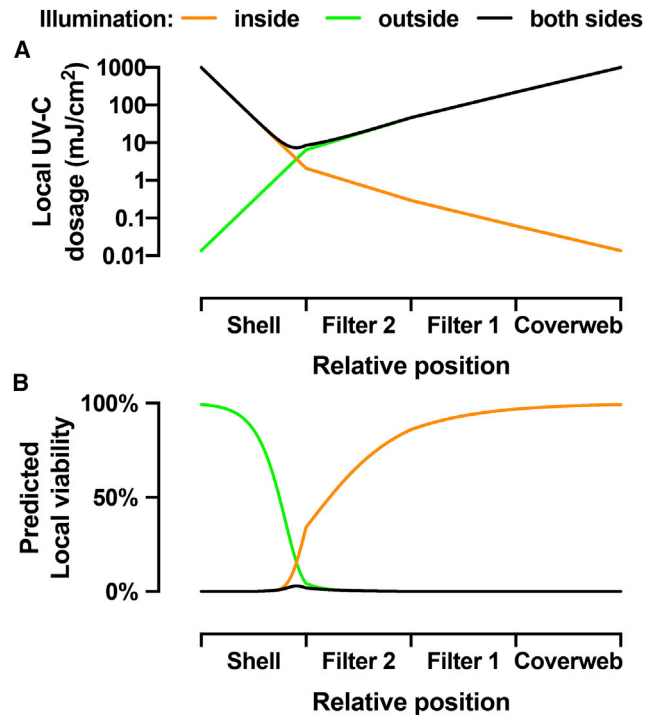 Illumination: inside outside both sides
A
Local UV-C
dosage (mJ/cm²)
1000
100
10
1
0.1
0.01
Shell Filter 2 Filter 1 Coverweb
Relative position
B
Predicted
Local viability
100%
50%
0%
Shell Filter 2 Filter 1 Coverweb
Relative position